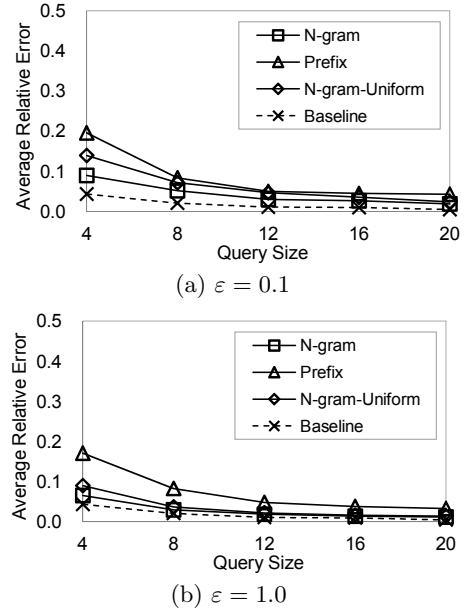 0.5
0.4
0.3
0.2
0.1
0.0
Average Relative Error
N-gram
Prefix
N-gram-Uniform
Baseline
4 8 12 16 20
Query Size
(a) ε = 0.1
0.5
0.4
0.3
0.2
0.1
0.0
Average Relative Error
N-gram
Prefix
N-gram-Uniform
Baseline
4 8 12 16 20
Query Size
(b) ε = 1.0